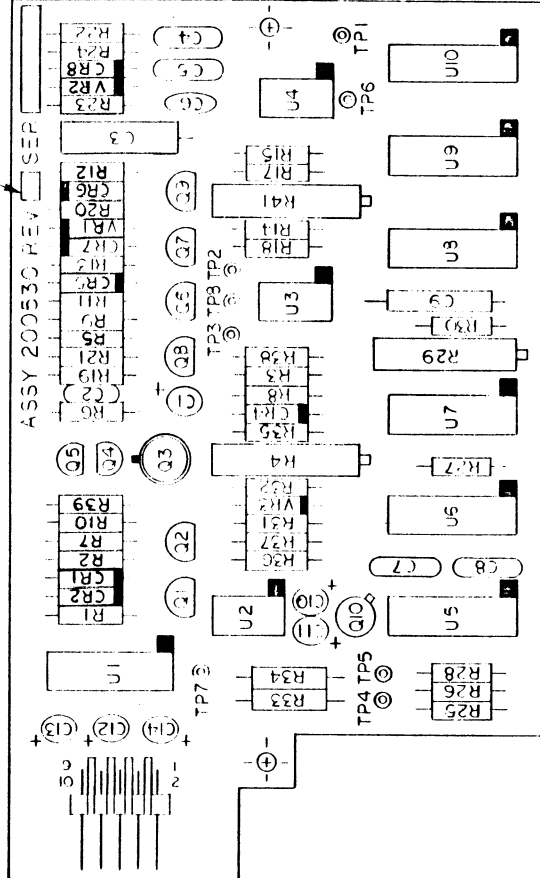 ASSY 200530 REV SER
R22
R24
CR8
VR2
R23
C4
C5
C6
C3
TP1
U4
TP6
U10
R12
CR6
R20
VR1
CR7
R13
CR5
R11
R9
R5
R21
R19
C2
R6
Q9
Q7
Q6
Q8
C1
R15
R17
R41
R14
R18
TP3 TP8 TP2
U3
U9
U8
C9
R30
R29
R38
R3
R8
CR4
R35
R4
R32
VR3
R31
R37
R36
U7
R27
U6
C7
C8
Q5
Q4
Q3
R39
R10
R7
R2
CR1
CR2
R1
Q2
Q1
U2
C10
C11
Q10
U5
U1
TP7
R34
R33
TP4 TP5
R28
R26
R25
C13
C12
C14
9
10
1
2